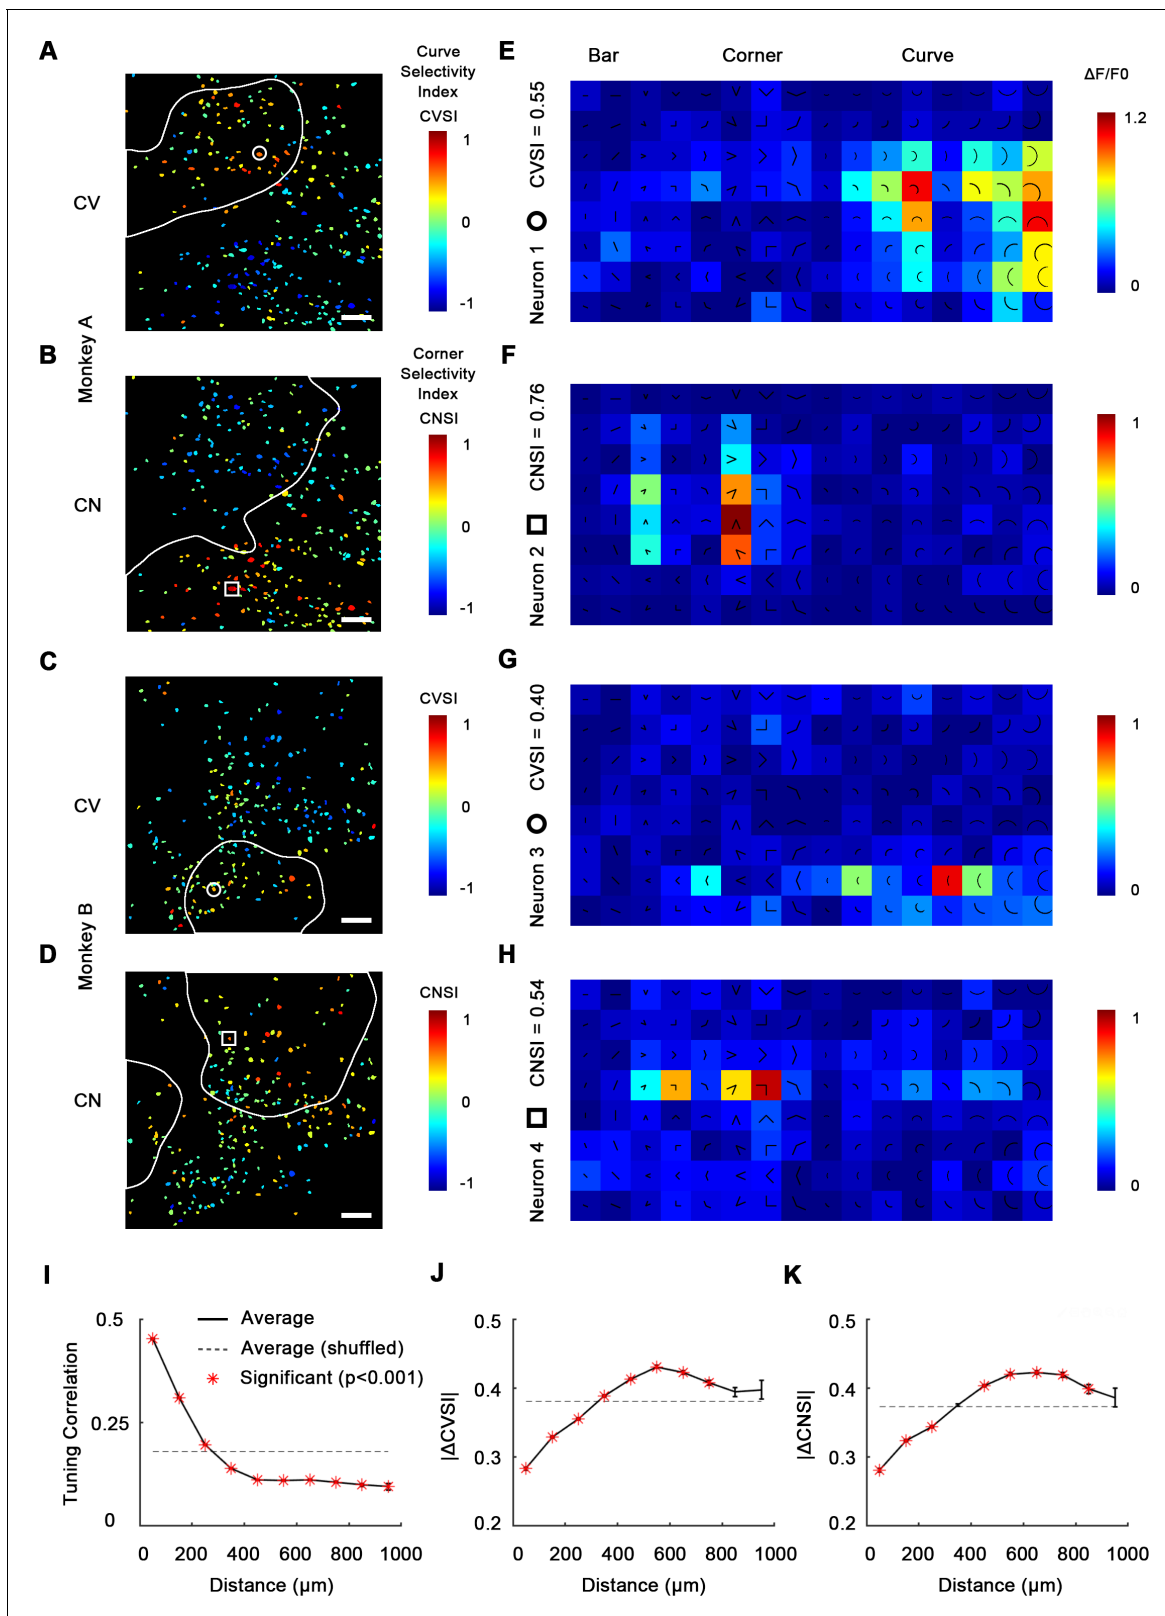 A
Curve
Selectivity
Index
CVSI
1
0
-1
CV
Monkey A
B
Corner
Selectivity
Index
CNSI
1
0
-1
CN
C
CVSI
1
0
-1
CV
Monkey B
D
CNSI
1
0
-1
CN
E
Bar
Corner
Curve
Neuron 1
CVSI = 0.55
ΔF/F0
1.2
0
F
Neuron 2
CNSI = 0.76
1
0
G
Neuron 3
CVSI = 0.40
1
0
H
Neuron 4
CNSI = 0.54
1
0
I
Average
Average (shuffled)
Significant (p<0.001)
Tuning Correlation
0.5
0.25
0
0 200 400 600 800 1000
Distance (µm)
J
|ΔCVSI|
0.5
0.4
0.3
0.2
0 200 400 600 800 1000
Distance (µm)
K
|ΔCNSI|
0.5
0.4
0.3
0.2
0 200 400 600 800 1000
Distance (µm)